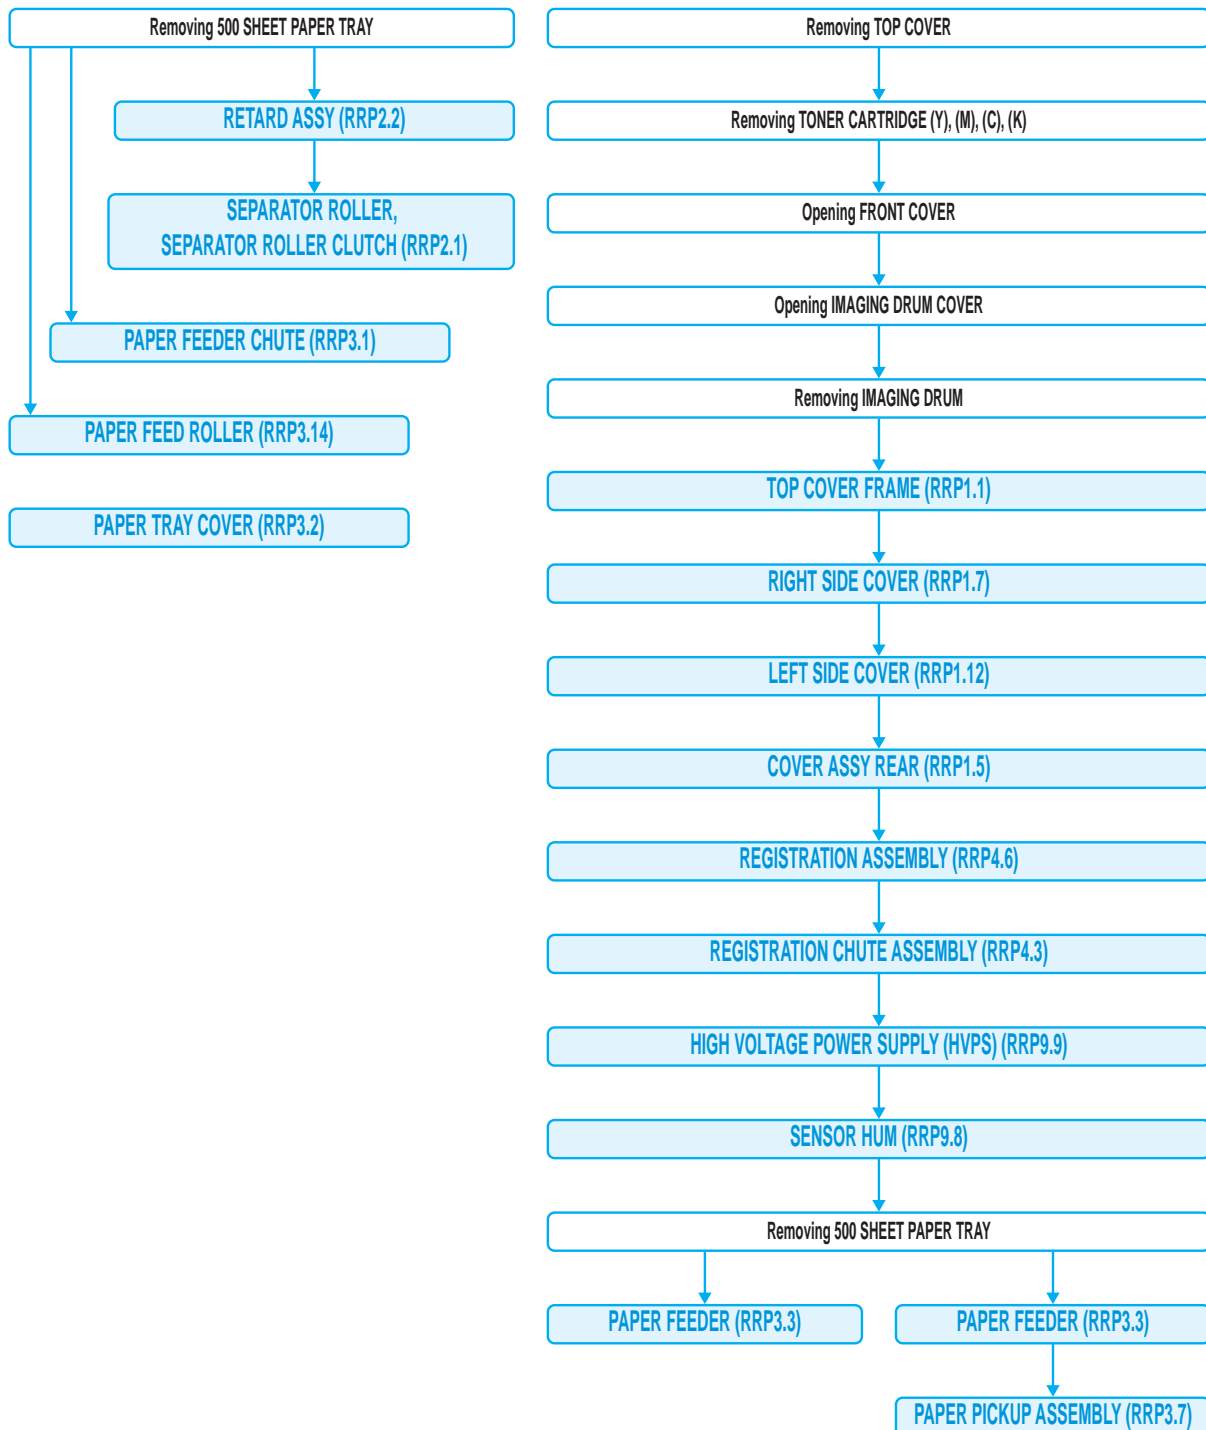 Removing 500 SHEET PAPER TRAY
RETARD ASSY (RRP2.2)
SEPARATOR ROLLER,
SEPARATOR ROLLER CLUTCH (RRP2.1)
PAPER FEEDER CHUTE (RRP3.1)
PAPER FEED ROLLER (RRP3.14)
PAPER TRAY COVER (RRP3.2)
Removing TOP COVER
Removing TONER CARTRIDGE (Y), (M), (C), (K)
Opening FRONT COVER
Opening IMAGING DRUM COVER
Removing IMAGING DRUM
TOP COVER FRAME (RRP1.1)
RIGHT SIDE COVER (RRP1.7)
LEFT SIDE COVER (RRP1.12)
COVER ASSY REAR (RRP1.5)
REGISTRATION ASSEMBLY (RRP4.6)
REGISTRATION CHUTE ASSEMBLY (RRP4.3)
HIGH VOLTAGE POWER SUPPLY (HVPS) (RRP9.9)
SENSOR HUM (RRP9.8)
Removing 500 SHEET PAPER TRAY
PAPER FEEDER (RRP3.3)
PAPER FEEDER (RRP3.3)
PAPER PICKUP ASSEMBLY (RRP3.7)